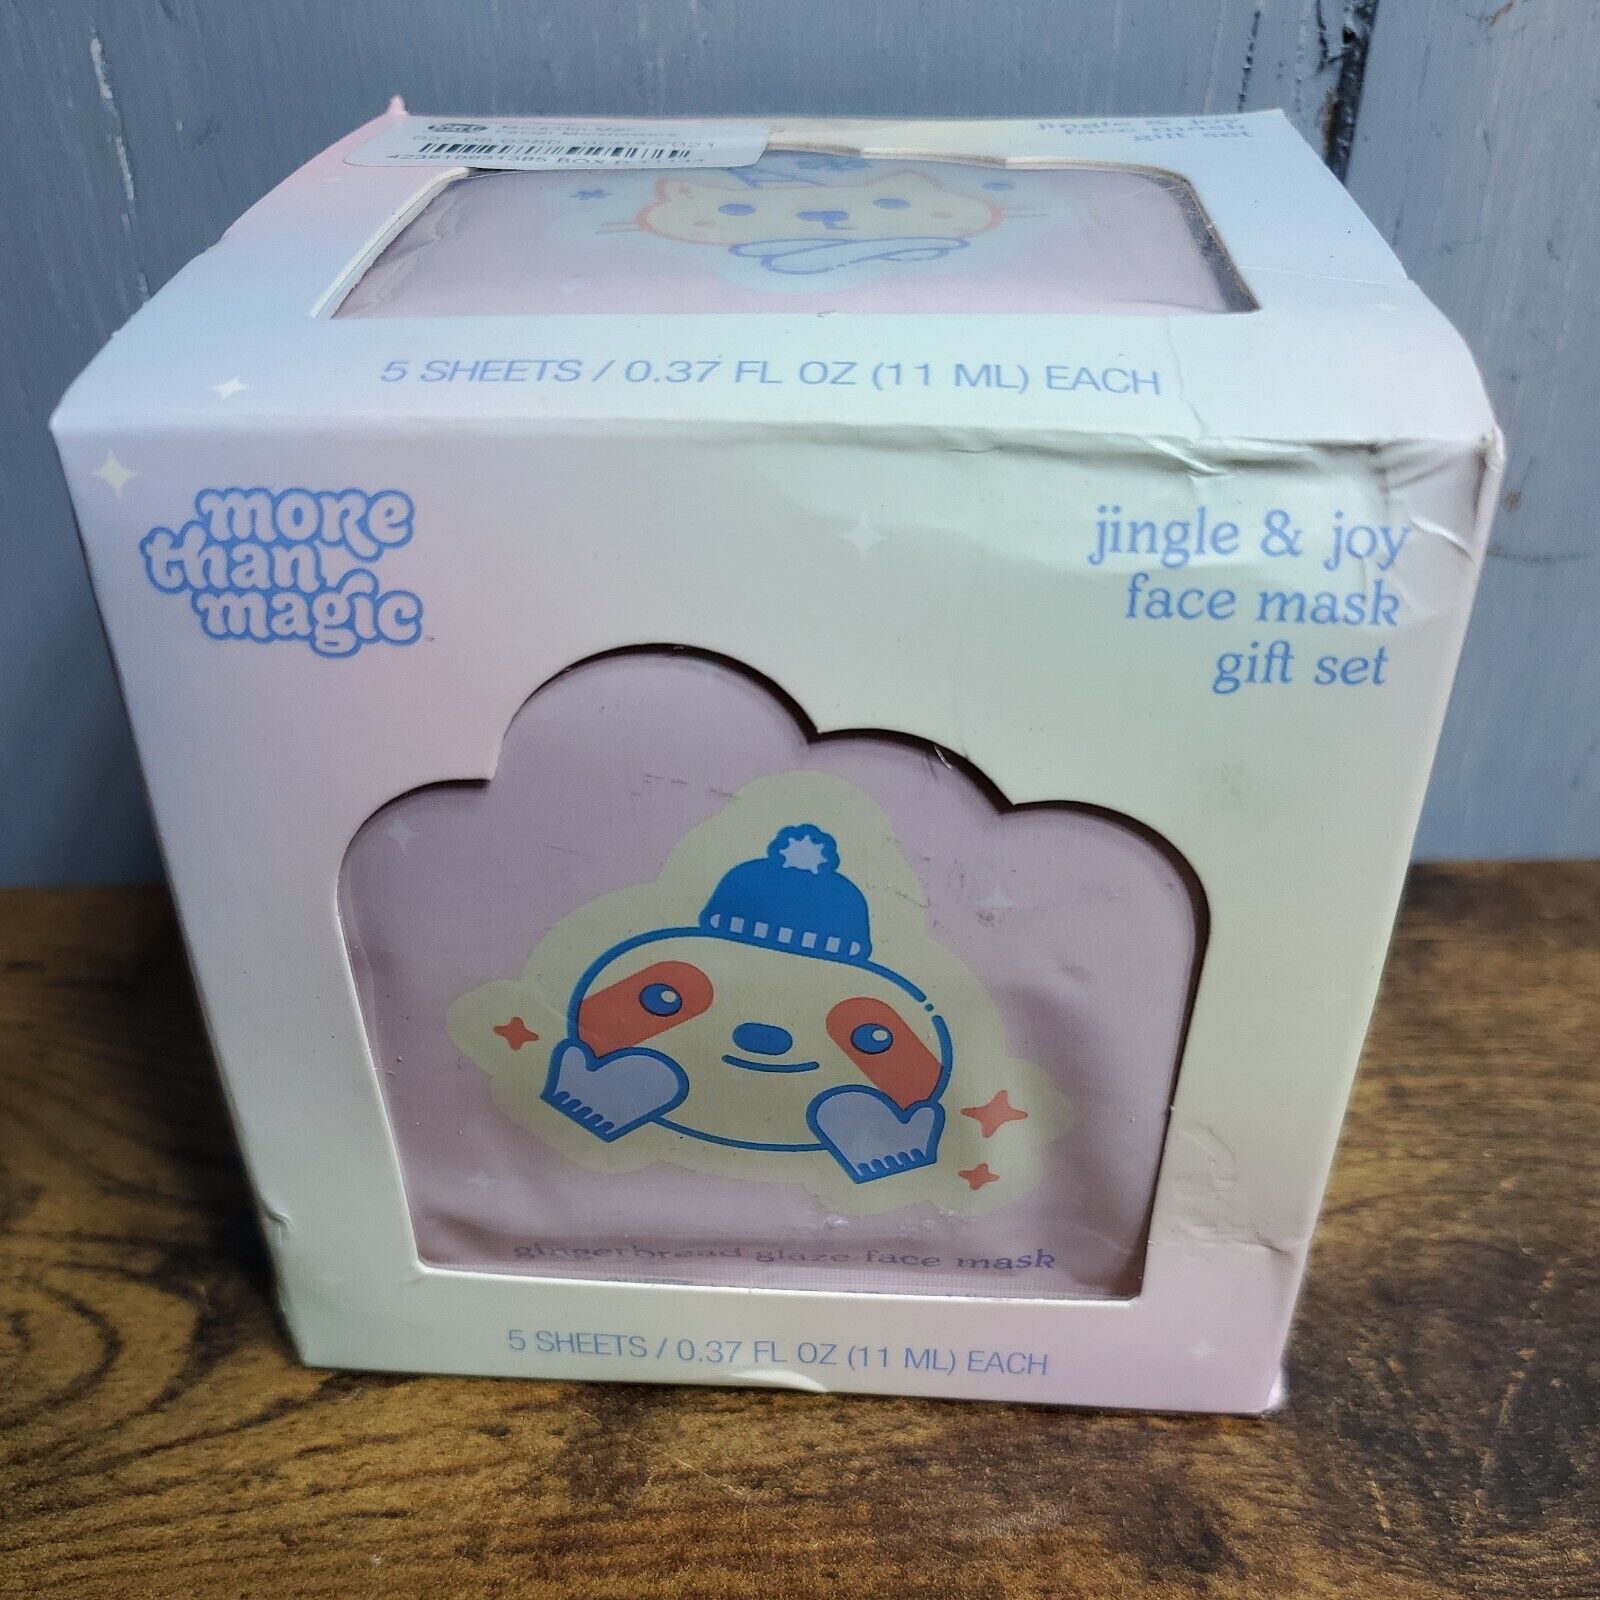 jingle & joy
face mask
gift set
5 SHEETS / 0.37 FL OZ (11 ML) EACH
more
than
magic
™
jingle & joy
face mask
gift set
gingerbread glaze face mask
5 SHEETS / 0.37 FL OZ (11 ML) EACH